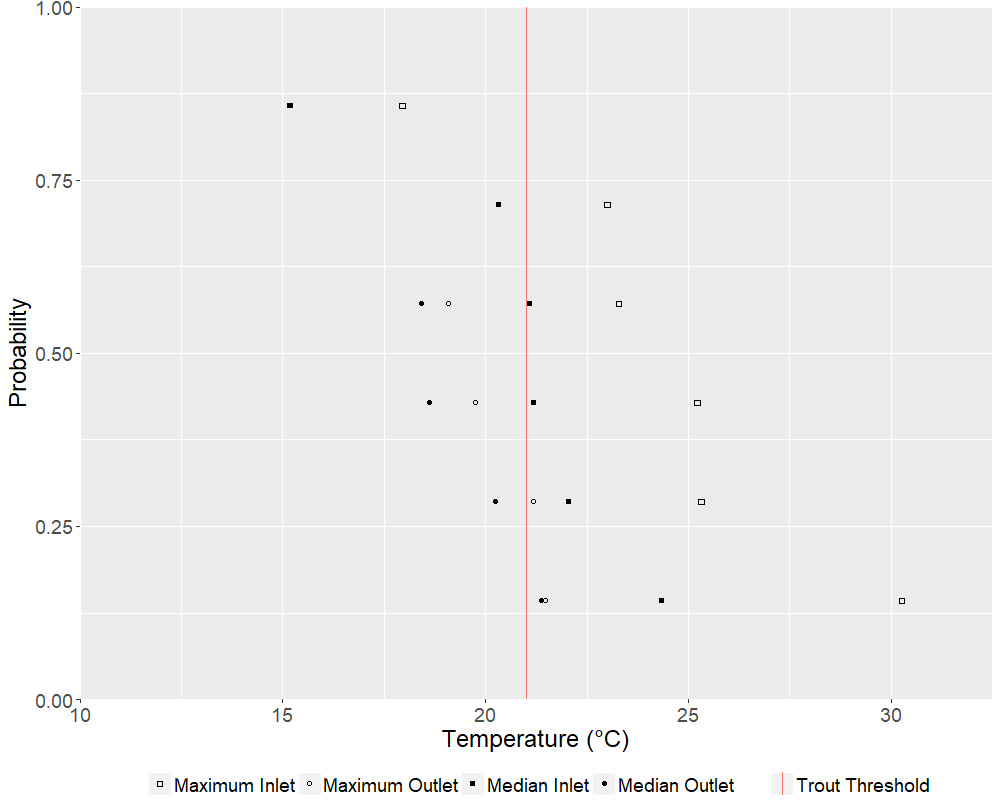 1.00
0.75
0.50
0.25
0.00
Probability
10 15 20 25 30
Temperature (°C)
Maximum Inlet Maximum Outlet Median Inlet Median Outlet Trout Threshold